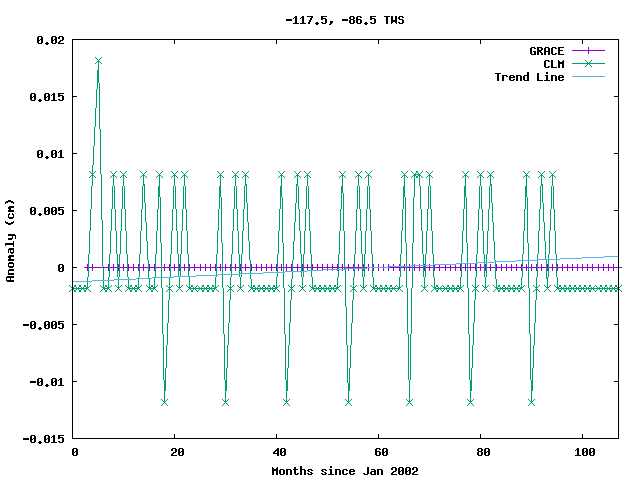 -117.5, -86.5 TWS
0.02
0.015
0.01
0.005
0
-0.005
-0.01
-0.015
Anomaly (cm)
GRACE
CLM
Trend Line
0 20 40 60 80 100
Months since Jan 2002